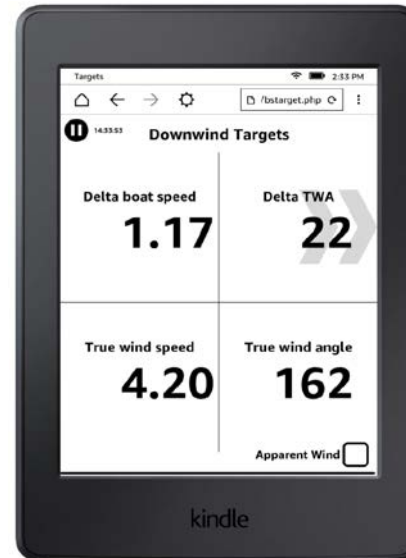 Targets 2:33 PM
/bstarget.php
14:33:53 Downwind Targets
Delta boat speed Delta TWA
1.17 22
True wind speed True wind angle
4.20 162
Apparent Wind
kindle